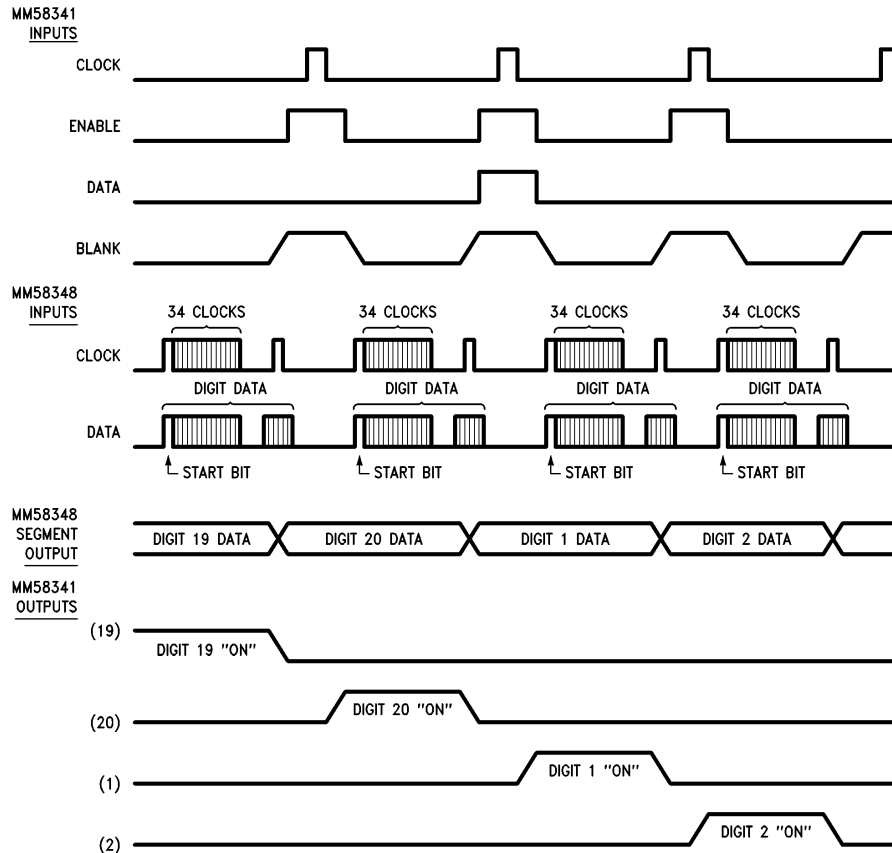 MM58341
INPUTS
CLOCK
ENABLE
DATA
BLANK
MM58348
INPUTS
34 CLOCKS 34 CLOCKS 34 CLOCKS 34 CLOCKS
CLOCK
DIGIT DATA DIGIT DATA DIGIT DATA DIGIT DATA
DATA
START BIT START BIT START BIT START BIT
MM58348
SEGMENT
OUTPUT
DIGIT 19 DATA DIGIT 20 DATA DIGIT 1 DATA DIGIT 2 DATA
MM58341
OUTPUTS
(19)
DIGIT 19 "ON"
(20)
DIGIT 20 "ON"
(1)
DIGIT 1 "ON"
(2)
DIGIT 2 "ON"